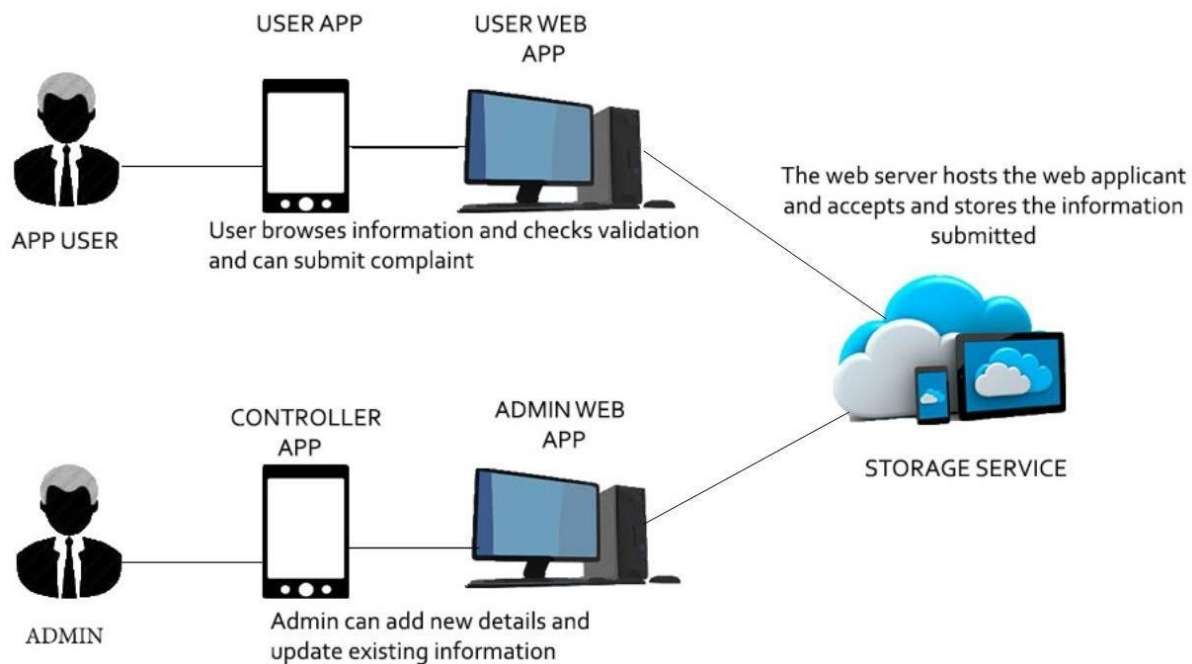 USER APP
USER WEB
APP
APP USER
User browses information and checks validation
and can submit complaint
The web server hosts the web applicant
and accepts and stores the information
submitted
STORAGE SERVICE
CONTROLLER
APP
ADMIN WEB
APP
ADMIN
Admin can add new details and
update existing information